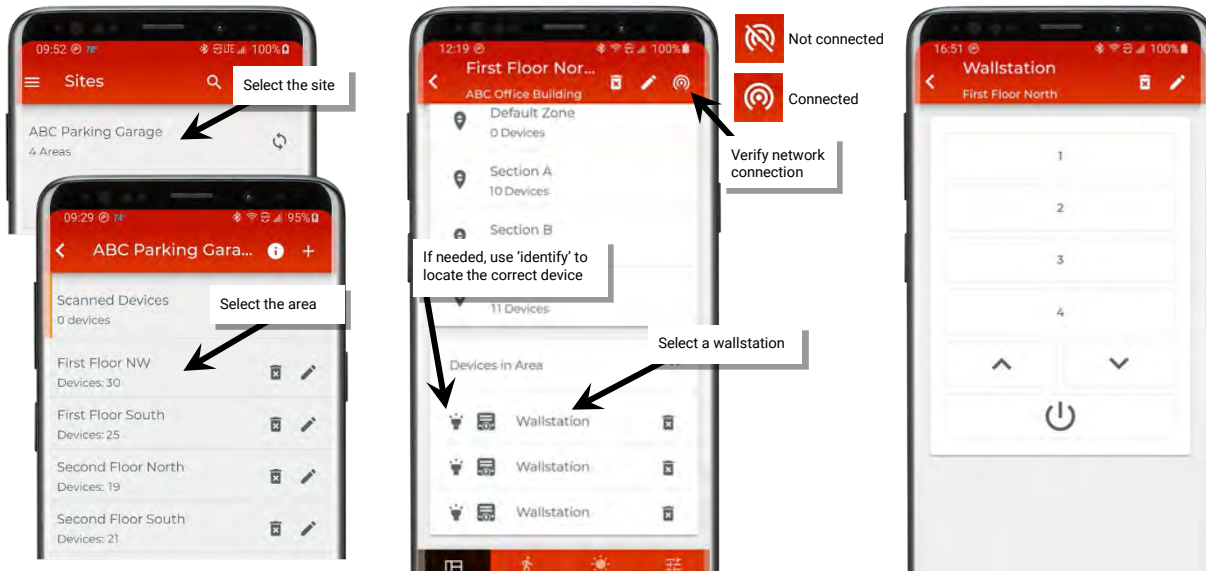 09:52 78° LTE 100%
Sites
Select the site
ABC Parking Garage
4 Areas
09:29 74° 95%
ABC Parking Gara...
Scanned Devices
0 devices
Select the area
First Floor NW
Devices: 30
First Floor South
Devices: 25
Second Floor North
Devices: 19
Second Floor South
Devices: 21
12:19 100%
First Floor Nor...
ABC Office Building
Default Zone
0 Devices
Section A
10 Devices
Section B
If needed, use ‘identify’ to
locate the correct device
11 Devices
Select a wallstation
Devices in Area
Wallstation
Wallstation
Wallstation
Not connected
Connected
Verify network
connection
16:51 100%
Wallstation
First Floor North
1
2
3
4